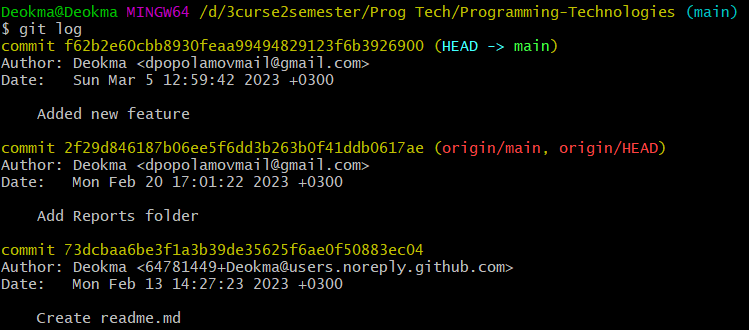 Deokma@Deokma MINGW64 /d/3curse2semester/Prog Tech/Programming-Technologies (main)
$ git log
commit f62b2e60cbb8930feaa99494829123f6b3926900 (HEAD -> main)
Author: Deokma <dpopolamovmail@gmail.com>
Date:   Sun Mar 5 12:59:42 2023 +0300
    Added new feature
commit 2f29d846187b06ee5f6dd3b263b0f41ddb0617ae (origin/main, origin/HEAD)
Author: Deokma <dpopolamovmail@gmail.com>
Date:   Mon Feb 20 17:01:22 2023 +0300
    Add Reports folder
commit 73dcbaa6be3f1a3b39de35625f6ae0f50883ec04
Author: Deokma <64781449+Deokma@users.noreply.github.com>
Date:   Mon Feb 13 14:27:23 2023 +0300
    Create readme.md